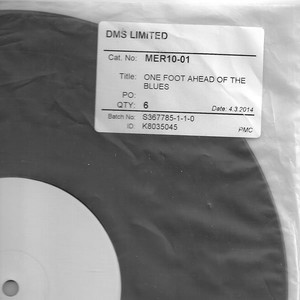 DMS LIMITED
Cat. No: MER10-01
Title: ONE FOOT AHEAD OF THE
BLUES
PO:
QTY: 6 Date: 4.3.2014
Batch No: S367785-1-1-0
ID K8035045 PMC